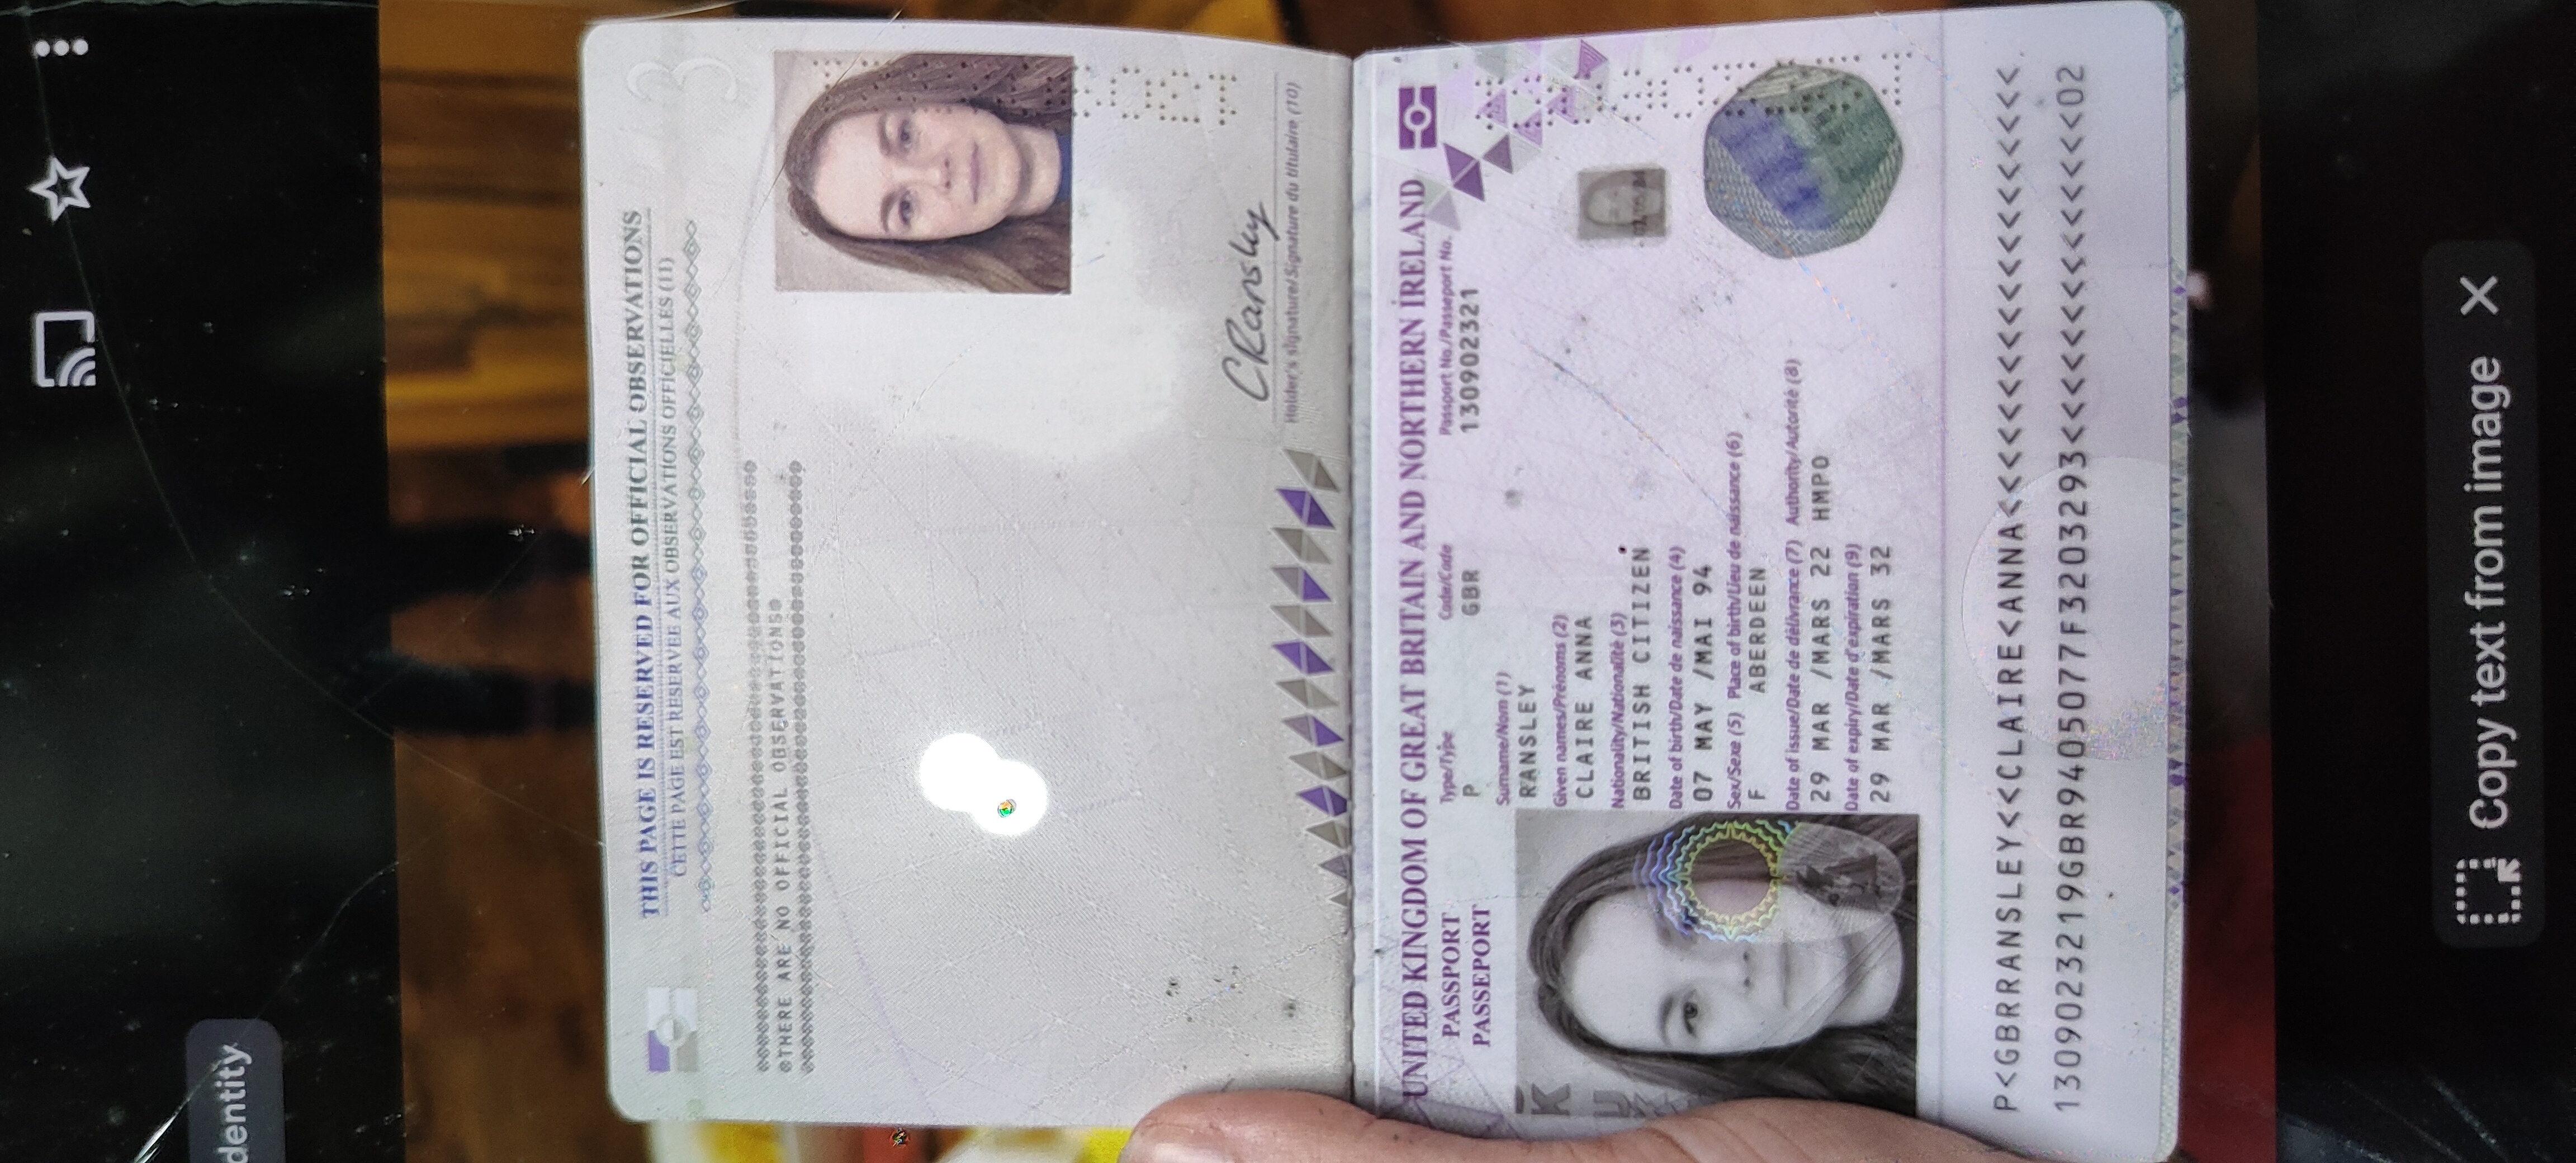 dentity
THIS PAGE IS RESERVED FOR OFFICIAL OBSERVATIONS
CETTE PAGE EST RESERVEE AUX OBSERVATIONS OFFICIELLES (11)
THERE ARE NO OFFICIAL OBSERVATIONS
CRansley
Holder's signature/Signature du titulaire (10)
UNITED KINGDOM OF GREAT BRITAIN AND NORTHERN IRELAND
PASSPORT
PASSEPORT
Type/Type Code/Code Passport No./Passeport No.
P GBR 130902321
Surname/Nom (1)
RANSLEY
Given names/Prénoms (2)
CLAIRE ANNA
Nationality/Nationalité (3)
BRITISH CITIZEN
Date of birth/Date de naissance (4)
07 MAY /MAI 94
Sex/Sexe (5) Place of birth/Lieu de naissance (6)
F ABERDEEN
Date of issue/Date de délivrance (7) Authority/Autorité (8)
29 MAR /MARS 22 HMPO
Date of expiry/Date d'expiration (9)
29 MAR /MARS 32
P<GBRRANSLEY<<CLAIRE<ANNA<<<<<<<<<<<<<<<<<<<
1309023219GBR9405077F3203293<<<<<<<<<<<<<<02
Copy text from image